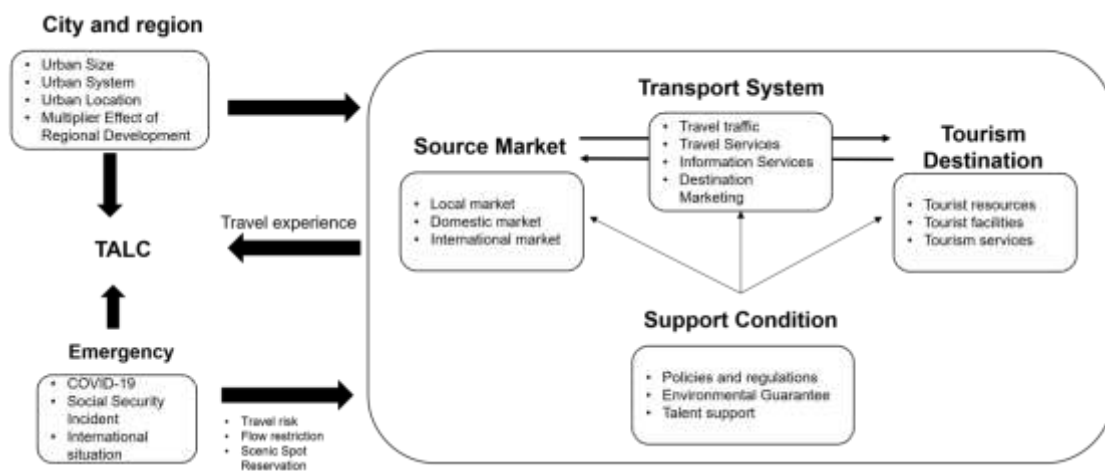 City and region
• Urban Size
• Urban System
• Urban Location
• Multiplier Effect of
Regional Development
TALC
Travel experience
Emergency
• COVID-19
• Social Security
Incident
• International
situation
• Travel risk
• Flow restriction
• Scenic Spot
Reservation
Transport System
• Travel traffic
• Travel Services
• Information Services
• Destination
Marketing
Source Market
• Local market
• Domestic market
• International market
Tourism
Destination
• Tourist resources
• Tourist facilities
• Tourism services
Support Condition
• Policies and regulations
• Environmental Guarantee
• Talent support